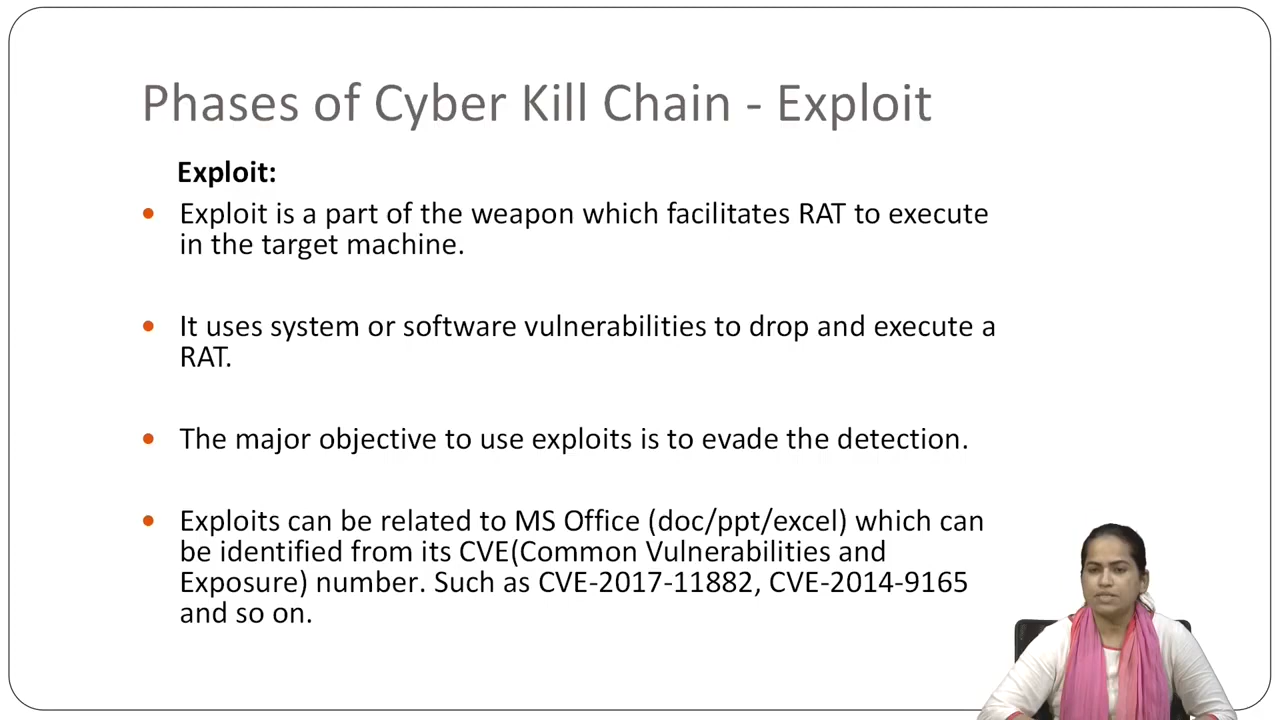 Phases of Cyber Kill Chain - Exploit
Exploit:
• Exploit is a part of the weapon which facilitates RAT to execute
in the target machine.
• It uses system or software vulnerabilities to drop and execute a
RAT.
• The major objective to use exploits is to evade the detection.
• Exploits can be related to MS Office (doc/ppt/excel) which can
be identified from its CVE(Common Vulnerabilities and
Exposure) number. Such as CVE-2017-11882, CVE-2014-9165
and so on.